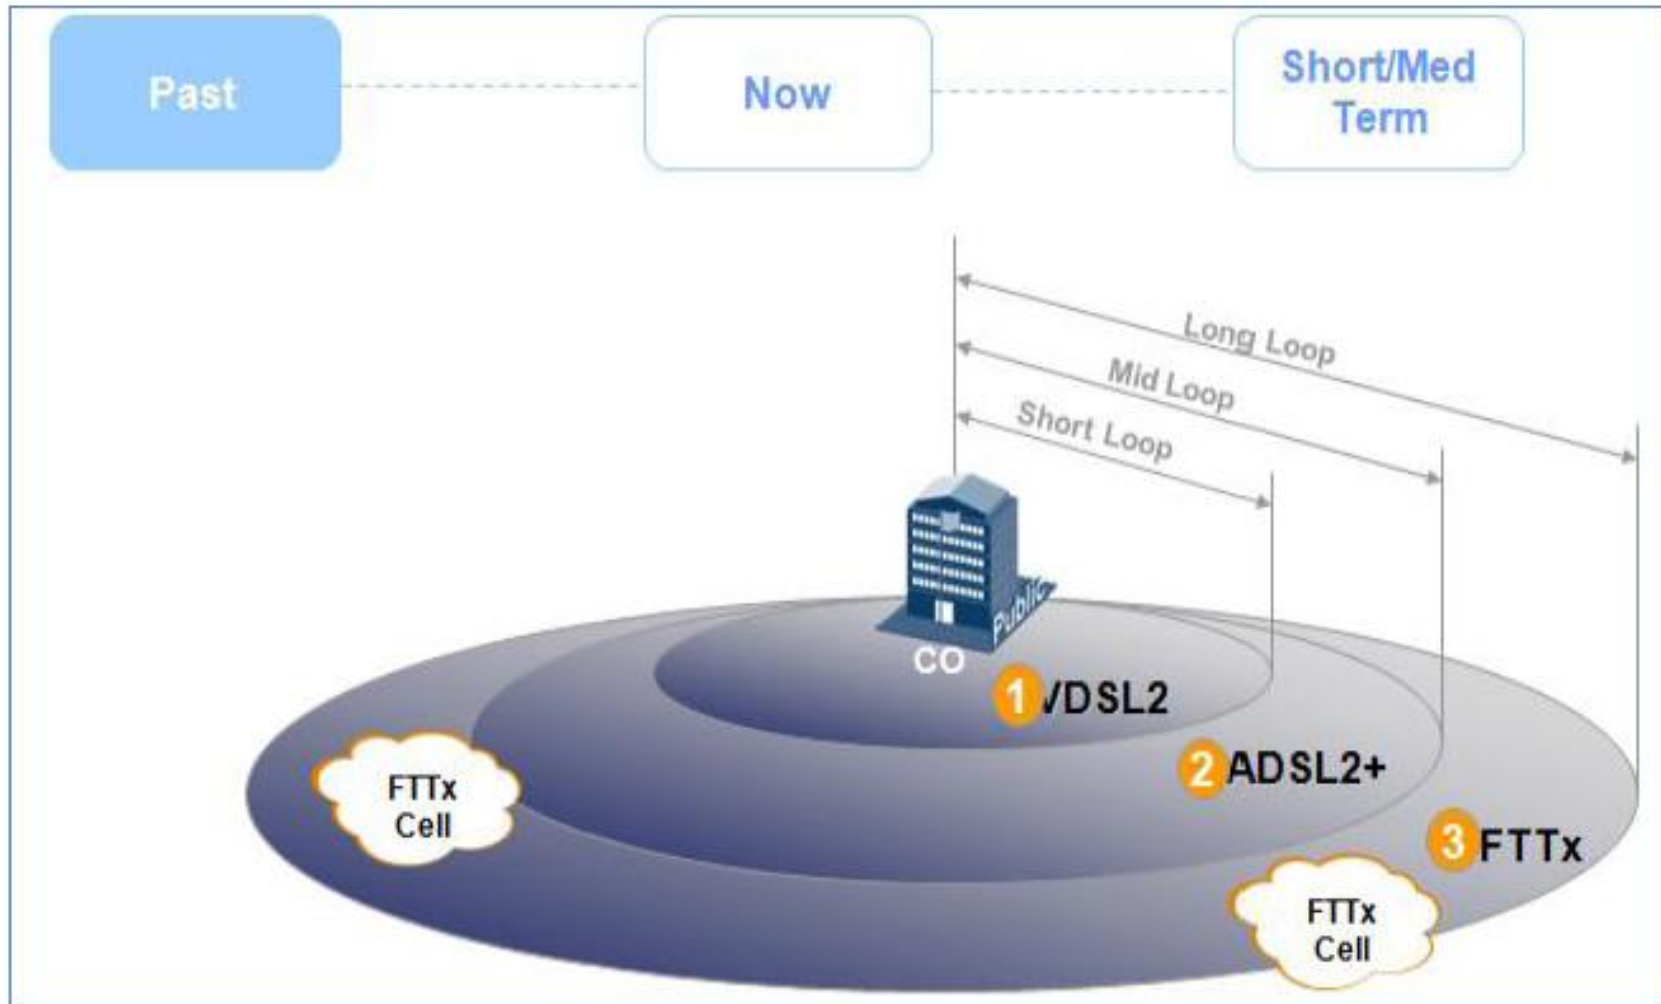 Past
Now
Short/Med
Term
Long Loop
Mid Loop
Short Loop
Public
CO
1 VDSL2
2 ADSL2+
FTTx
Cell
3 FTTx
FTTx
Cell